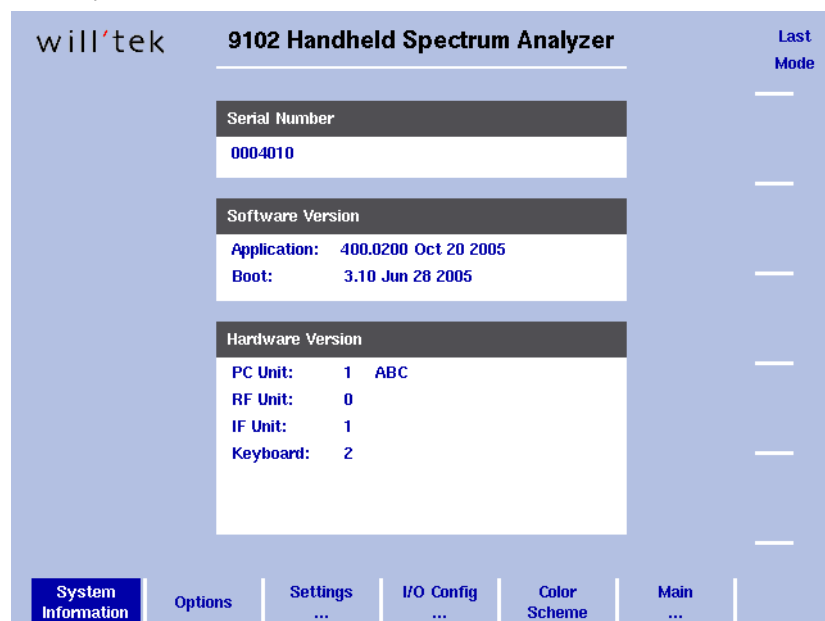 will'tek
9102 Handheld Spectrum Analyzer
Last
Mode
Serial Number
0004010
Software Version
Application: 400.0200 Oct 20 2005
Boot: 3.10 Jun 28 2005
Hardware Version
PC Unit: 1 ABC
RF Unit: 0
IF Unit: 1
Keyboard: 2
System
Information
Options
Settings
...
I/O Config
...
Color
Scheme
Main
...